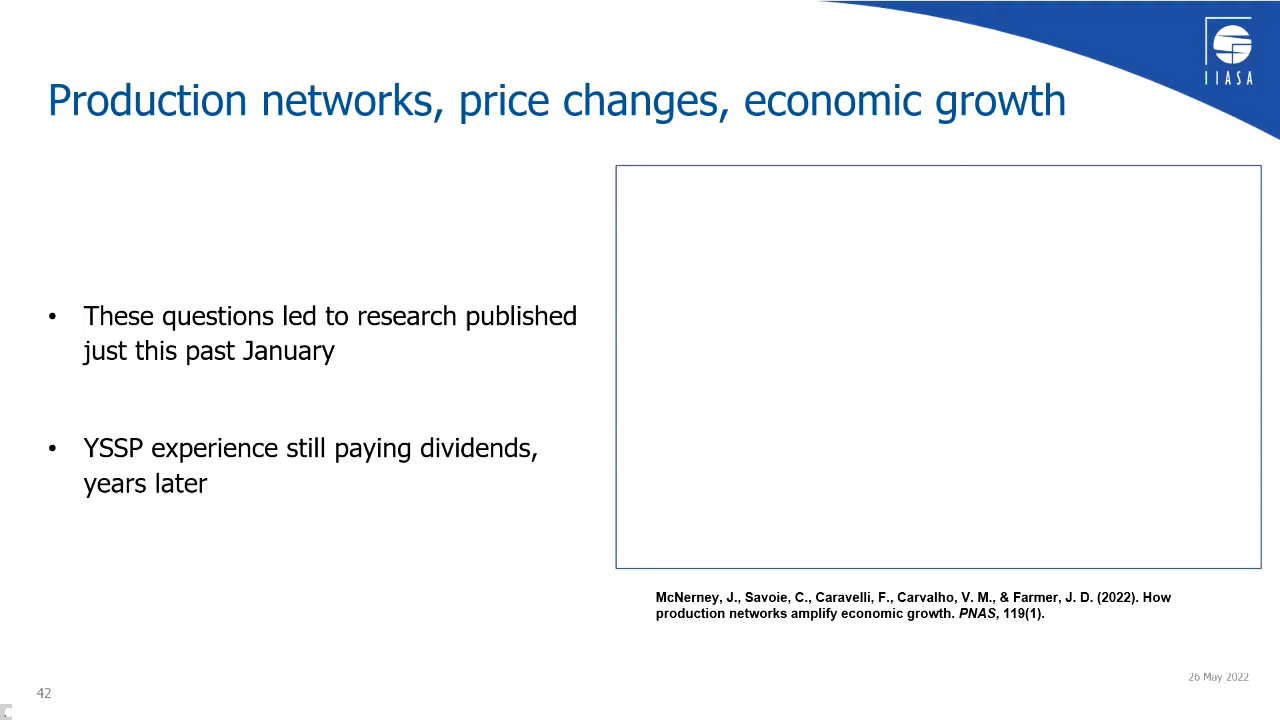 IIASA
Production networks, price changes, economic growth
• These questions led to research published
just this past January
• YSSP experience still paying dividends,
years later
McNerney, J., Savoie, C., Caravelli, F., Carvalho, V. M., & Farmer, J. D. (2022). How
production networks amplify economic growth. PNAS, 119(1).
26 May 2022
42